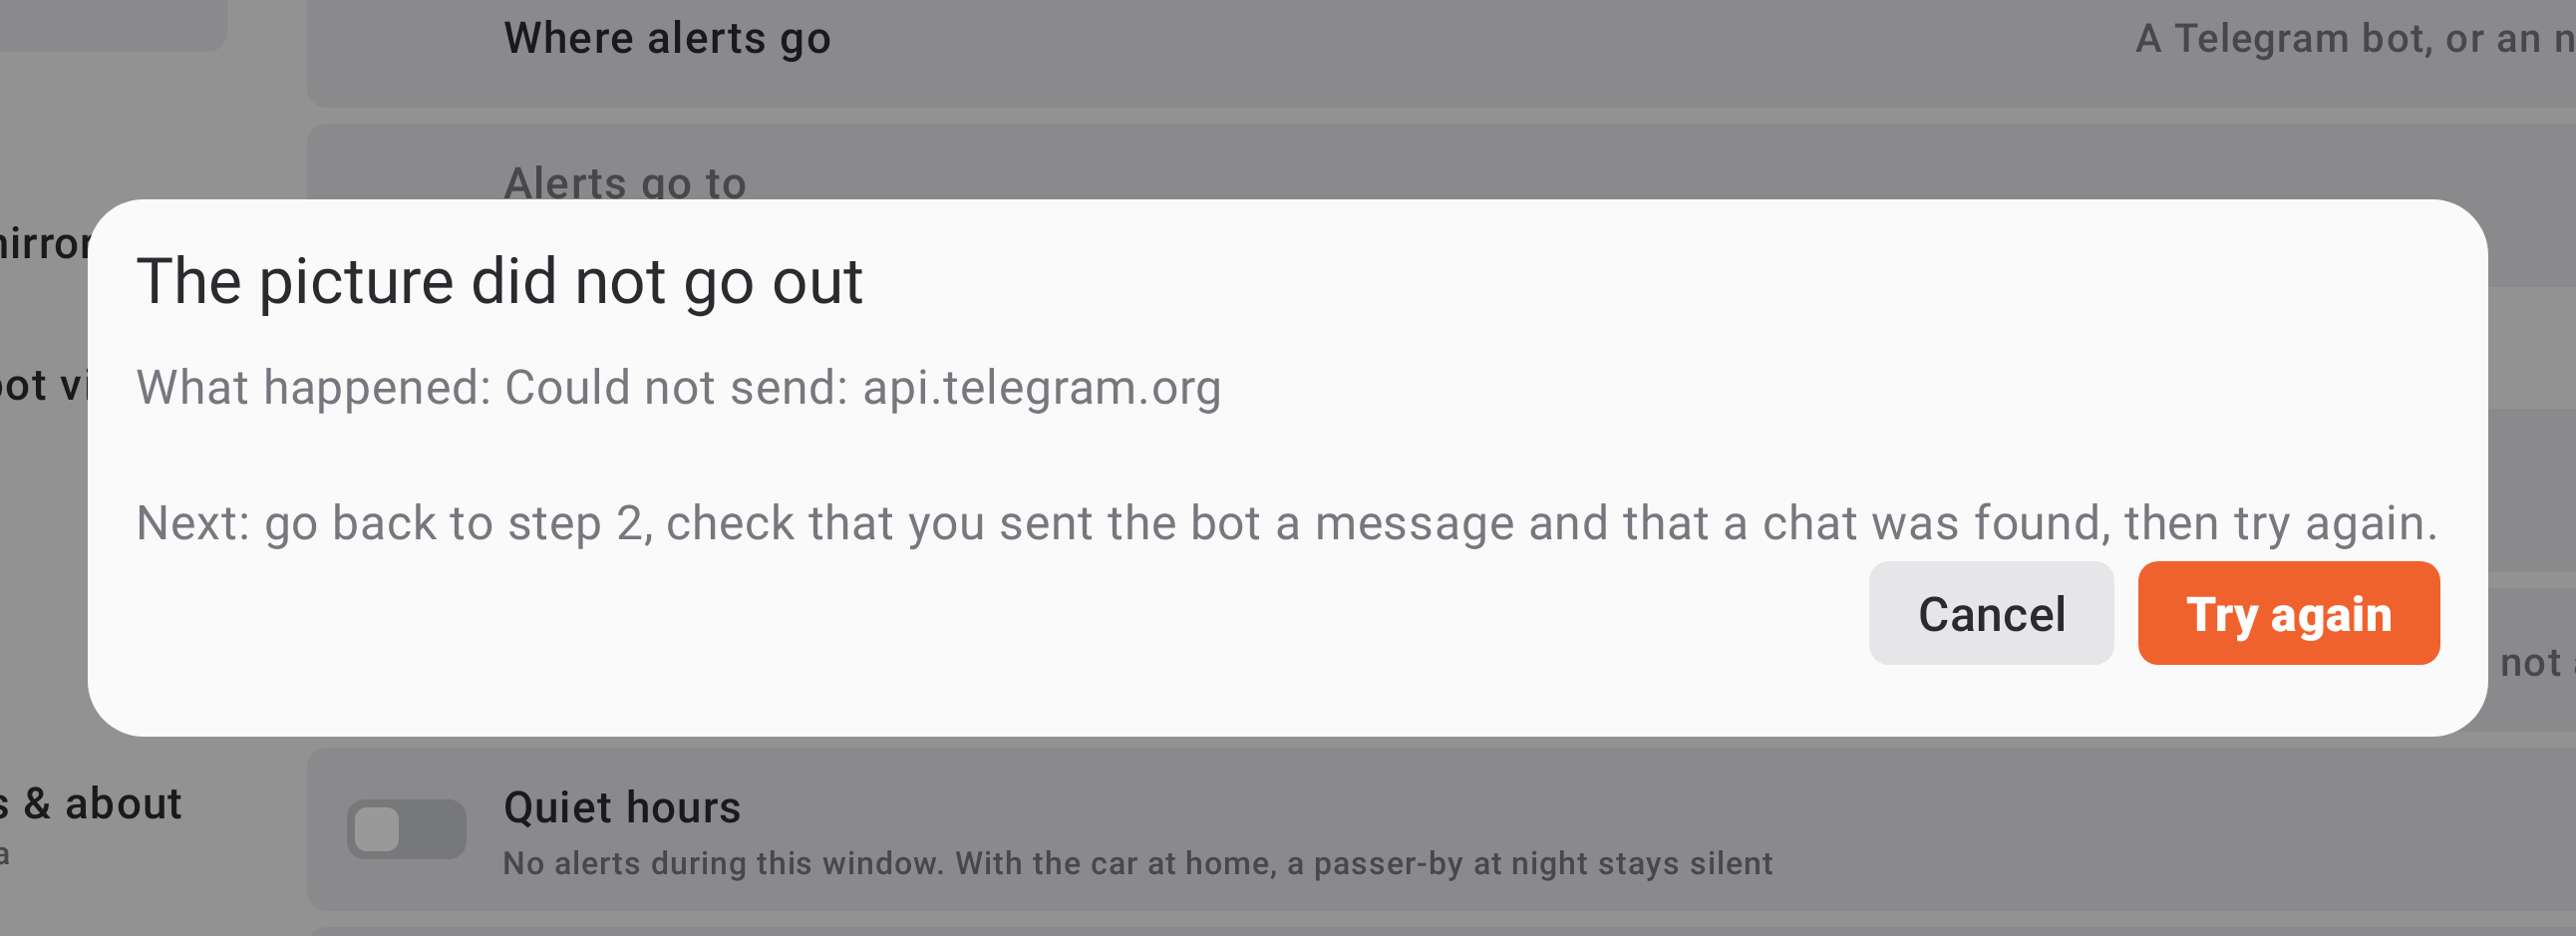 Where alerts go
A Telegram bot, or an n
Alerts go to
The picture did not go out
What happened: Could not send: api.telegram.org
Next: go back to step 2, check that you sent the bot a message and that a chat was found, then try again.
Cancel
Try again
not
Quiet hours
No alerts during this window. With the car at home, a passer-by at night stays silent
& about